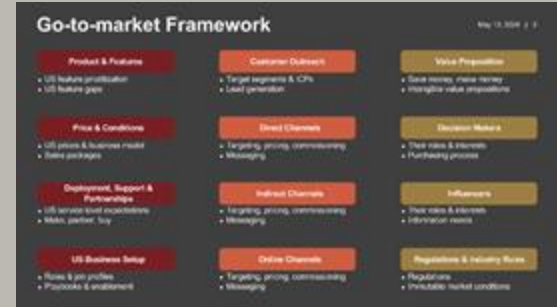 Go-to-market Framework
May 13, 2024 | 3
Product & Features
• US feature prioritization
• US feature gaps
Customer Outreach
• Target segments & ICPs
• Lead generation
Value Proposition
• Save money, make money
• Intangible value propositions
Price & Conditions
• US prices & business model
• Sales packages
Direct Channels
• Targeting, pricing, commissioning
• Messaging
Decision Makers
• Their roles & interests
• Purchasing process
Deployment, Support &
Partnerships
• US service level expectations
• Make, partner, buy
Indirect Channels
• Targeting, pricing, commissioning
• Messaging
Influencers
• Their roles & interests
• Information needs
US Business Setup
• Roles & job profiles
• Playbooks & enablement
Online Channels
• Targeting, pricing, commissioning
• Messaging
Regulations & Industry Rules
• Regulations
• Immutable market conditions